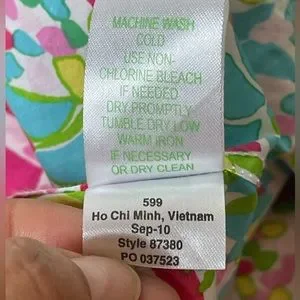 MACHINE WASH
COLD
USE NON-
CHLORINE BLEACH
IF NEEDED
DRY PROMPTLY
TUMBLE DRY LOW
WARM IRON
IF NECESSARY
OR DRY CLEAN
599
Ho Chi Minh, Vietnam
Sep-10
Style 87380
PO 037523